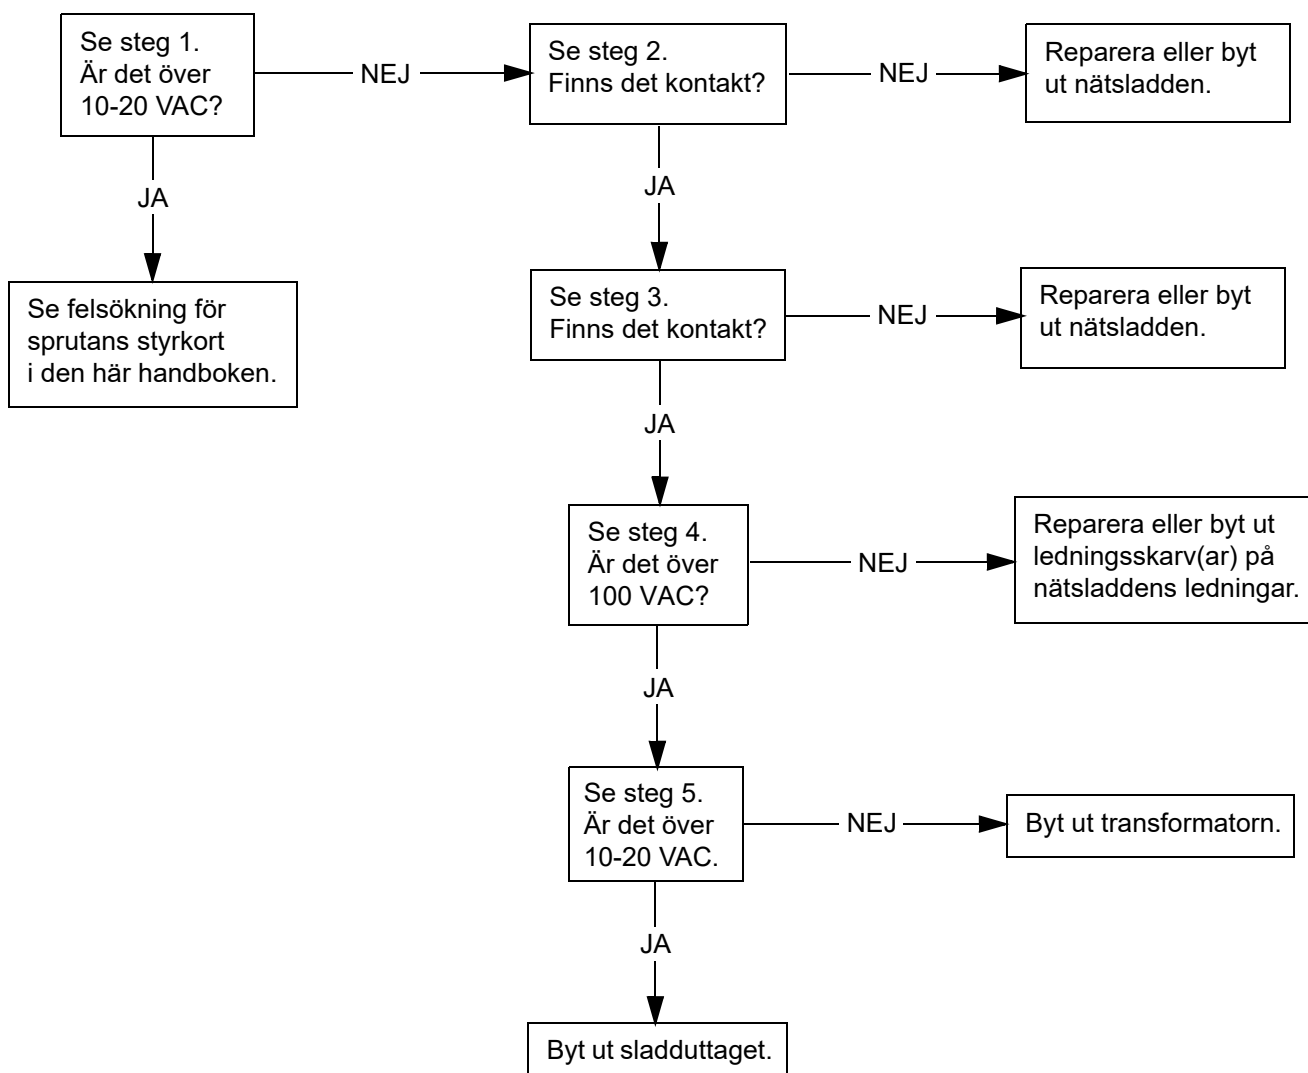 Se steg 1.
Är det över
10-20 VAC?
NEJ
Se steg 2.
Finns det kontakt?
NEJ
Reparera eller byt
ut nätsladden.
JA
JA
Se felsökning för
sprutans styrkort
i den här handboken.
Se steg 3.
Finns det kontakt?
NEJ
Reparera eller byt
ut nätsladden.
JA
Se steg 4.
Är det över
100 VAC?
NEJ
Reparera eller byt ut
ledningsskarv(ar) på
nätsladdens ledningar.
JA
Se steg 5.
Är det över
10-20 VAC.
NEJ
Byt ut transformatorn.
JA
Byt ut sladduttaget.